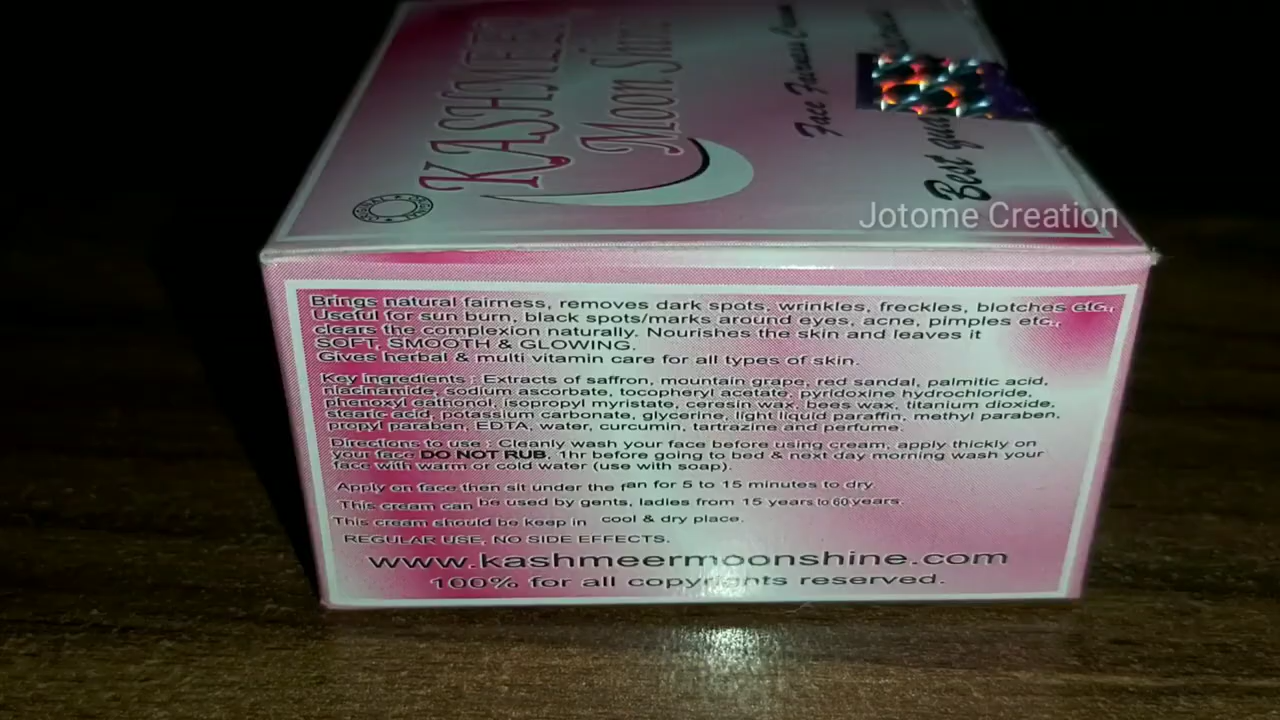 KASHMEER
Moon Shine
Face Fairness Cream
Best
ORIGINAL
Jotome Creation
Brings natural fairness, removes dark spots, wrinkles, freckles, blotches etc.,
Useful for sun burn, black spots/marks around eyes, acne, pimples etc.,
clears the complexion naturally. Nourishes the skin and leaves it
SOFT, SMOOTH & GLOWING.
Gives herbal & multi vitamin care for all types of skin.
Key ingredients : Extracts of saffron, mountain grape, red sandal, palmitic acid,
niacinamide, sodium ascorbate, tocopheryl acetate, pyridoxine hydrochloride,
phenoxyl eathonol, isopropyl myristate, ceresin wax, bees wax, titanium dioxide,
stearic acid, potassium carbonate, glycerine, light liquid paraffin, methyl paraben,
propyl paraben, EDTA, water, curcumin, tartrazine and perfume.
Directions to use : Cleanly wash your face before using cream, apply thickly on
your face DO NOT RUB. 1hr before going to bed & next day morning wash your
face with warm or cold water (use with soap).
Apply on face then sit under the fan for 5 to 15 minutes to dry.
This cream can be used by gents, ladies from 15 years to 60 years.
This cream should be keep in cool & dry place.
REGULAR USE, NO SIDE EFFECTS.
www.kashmeermoonshine.com
100% for all copyrights reserved.